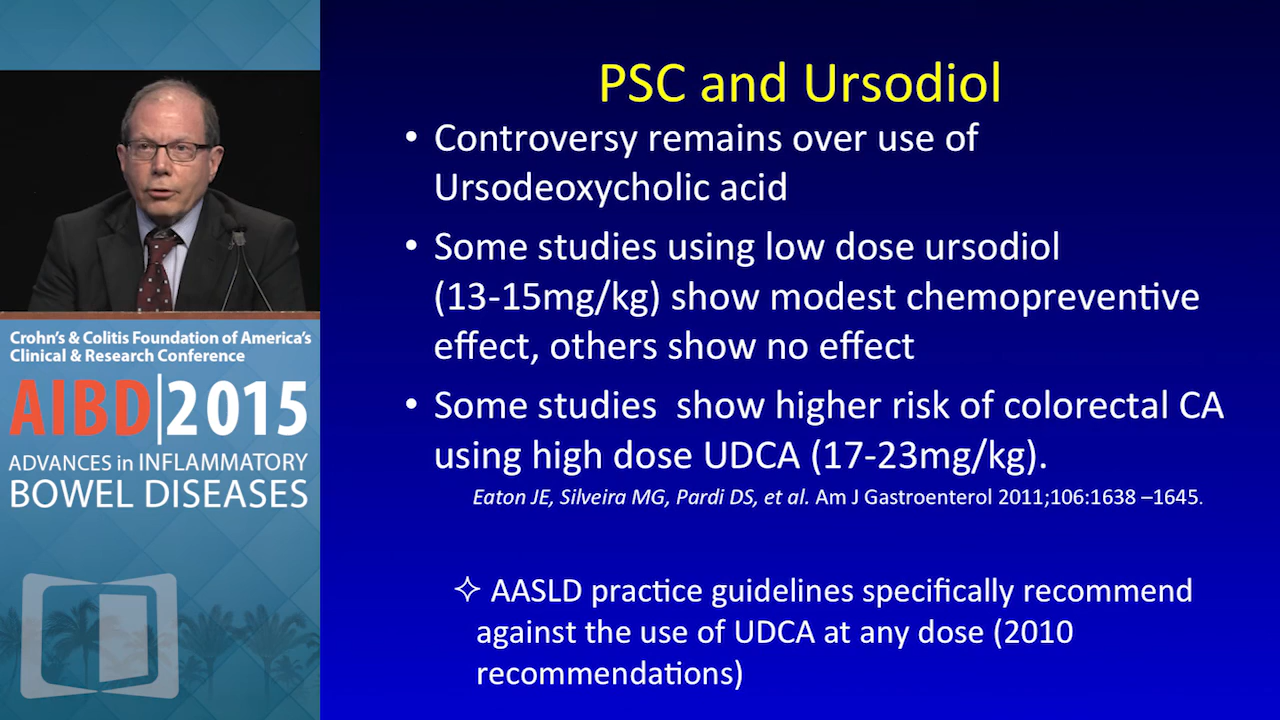 PSC and Ursodiol
• Controversy remains over use of
Ursodeoxycholic acid
• Some studies using low dose ursodiol
(13-15mg/kg) show modest chemopreventive
effect, others show no effect
• Some studies  show higher risk of colorectal CA
using high dose UDCA (17-23mg/kg).
Eaton JE, Silveira MG, Pardi DS, et al. Am J Gastroenterol 2011;106:1638 –1645.
✧ AASLD practice guidelines specifically recommend
against the use of UDCA at any dose (2010
recommendations)
Crohn's & Colitis Foundation of America's
Clinical & Research Conference
AIBD|2015
ADVANCES in INFLAMMATORY
BOWEL DISEASES